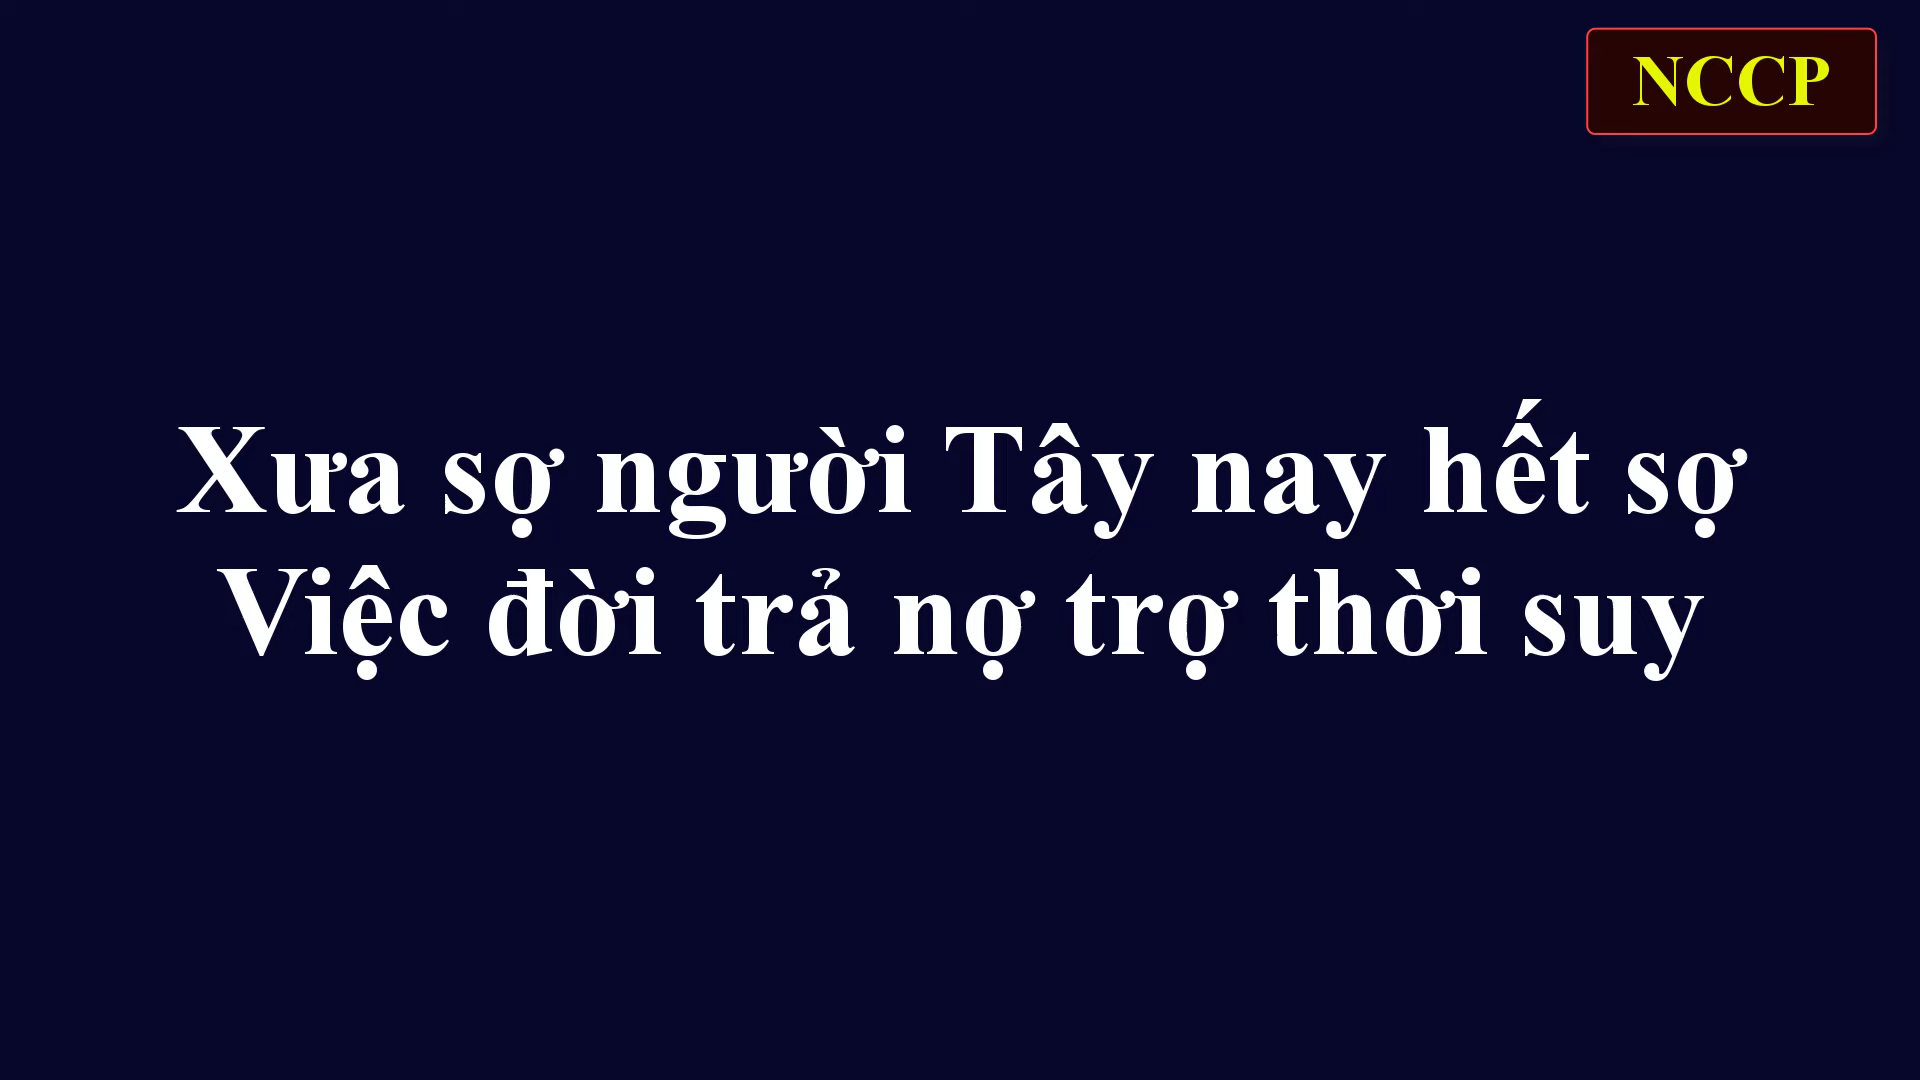 NCCP
Xưa sợ người Tây nay hết sợ
Việc đời trả nợ trợ thời suy